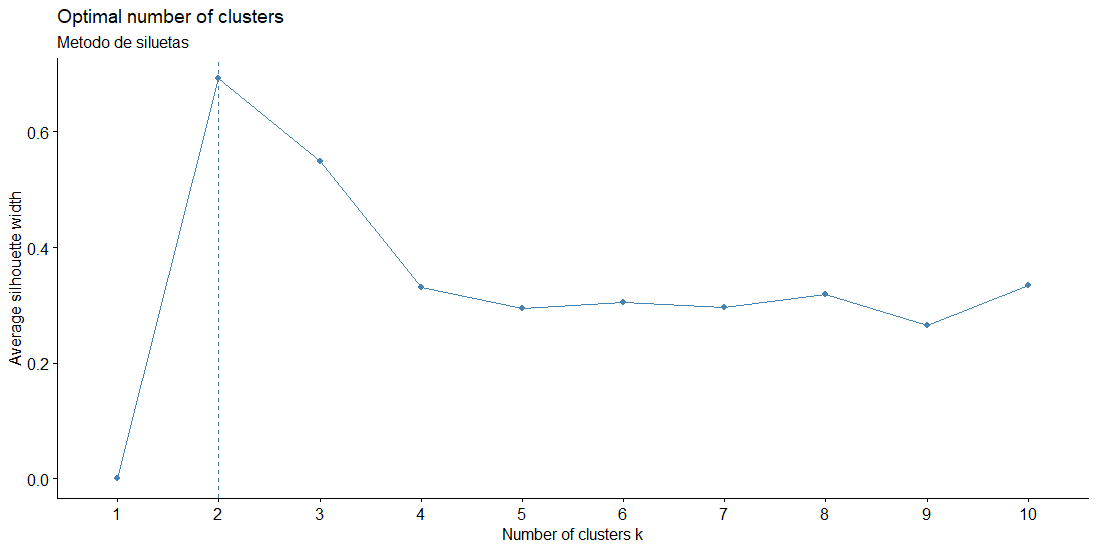 Optimal number of clusters
Metodo de siluetas
Average silhouette width
0.6
0.4
0.2
0.0
1 2 3 4 5 6 7 8 9 10
Number of clusters k